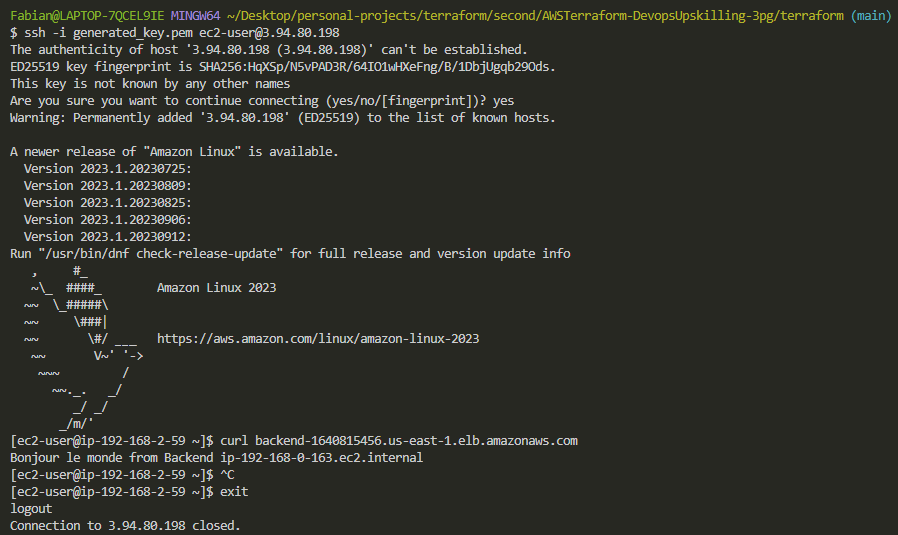 Fabian@LAPTOP-7QCEL9IE MINGW64 ~/Desktop/personal-projects/terraform/second/AWSTerraform-DevopsUpskilling-3pg/terraform (main)
$ ssh -i generated_key.pem ec2-user@3.94.80.198
The authenticity of host '3.94.80.198 (3.94.80.198)' can't be established.
ED25519 key fingerprint is SHA256:HqXSp/N5vPAD3R/64IO1wHXeFng/B/1DbjUgqb29Ods.
This key is not known by any other names
Are you sure you want to continue connecting (yes/no/[fingerprint])? yes
Warning: Permanently added '3.94.80.198' (ED25519) to the list of known hosts.

A newer release of "Amazon Linux" is available.
  Version 2023.1.20230725:
  Version 2023.1.20230809:
  Version 2023.1.20230825:
  Version 2023.1.20230906:
  Version 2023.1.20230912:
Run "/usr/bin/dnf check-release-update" for full release and version update info
   ,     #_
   ~\_  ####_        Amazon Linux 2023
  ~~  \_#####\
  ~~     \###|
  ~~       \#/ ___   https://aws.amazon.com/linux/amazon-linux-2023
   ~~       V~' '->
    ~~~         /
      ~~._.   _/
         _/ _/
       _/m/'
[ec2-user@ip-192-168-2-59 ~]$ curl backend-1640815456.us-east-1.elb.amazonaws.com
Bonjour le monde from Backend ip-192-168-0-163.ec2.internal
[ec2-user@ip-192-168-2-59 ~]$ ^C
[ec2-user@ip-192-168-2-59 ~]$ exit
logout
Connection to 3.94.80.198 closed.